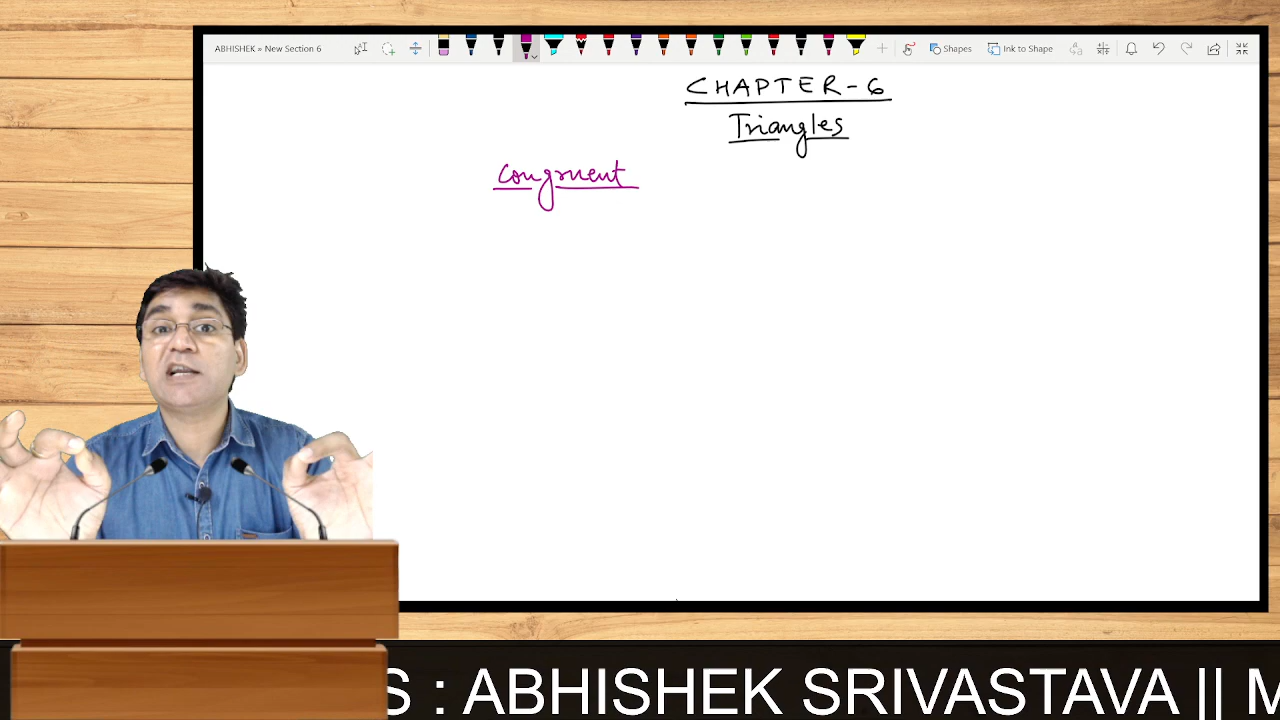 ABHISHEK » New Section 6
Shapes
Ink to Shape
CHAPTER-6
Triangles
Congruent
S : ABHISHEK SRIVASTAVA || M